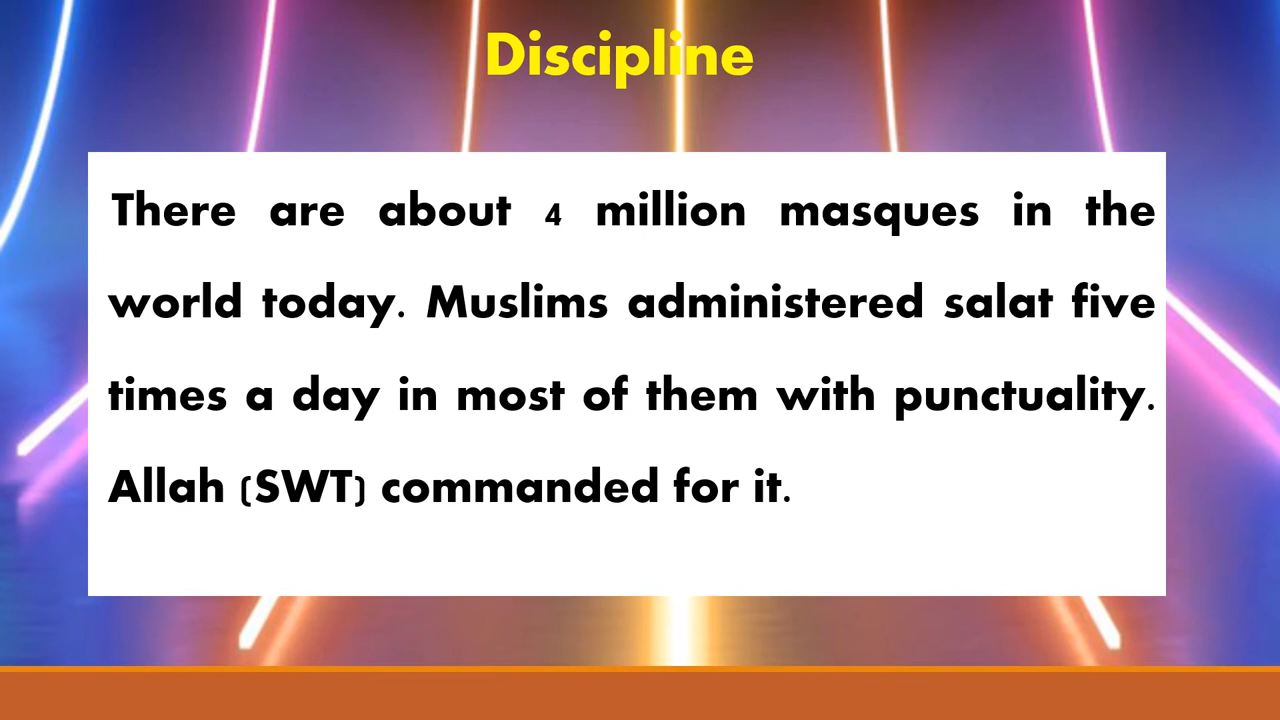 Discipline
There are about 4 million masques in the
world today. Muslims administered salat five
times a day in most of them with punctuality.
Allah (SWT) commanded for it.